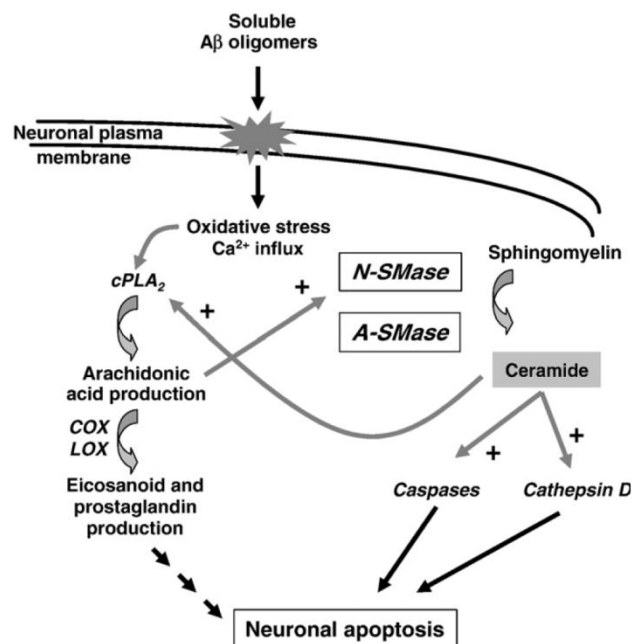 Soluble
Aβ oligomers
Neuronal plasma
membrane
Oxidative stress
Ca²⁺ influx
Sphingomyelin
cPLA₂
+
+
N-SMase
A-SMase
Arachidonic
acid production
Ceramide
COX
LOX
+
+
Eicosanoid and
prostaglandin
production
Caspases
Cathepsin D
Neuronal apoptosis